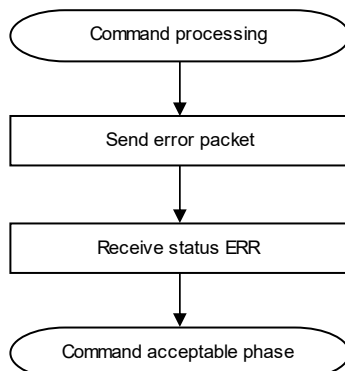 Command processing
Send error packet
Receive status ERR
Command acceptable phase